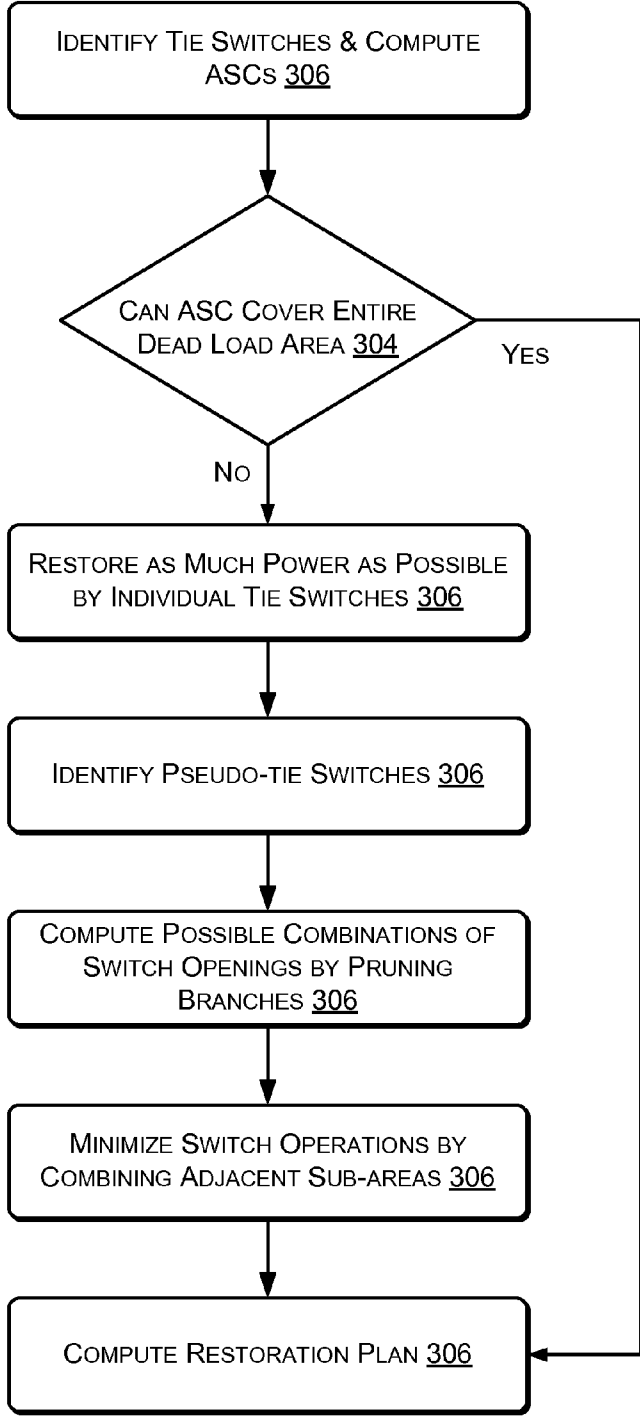 IDENTIFY TIE SWITCHES & COMPUTE
ASCS 306
CAN ASC COVER ENTIRE
DEAD LOAD AREA 304
YES
NO
RESTORE AS MUCH POWER AS POSSIBLE
BY INDIVIDUAL TIE SWITCHES 306
IDENTIFY PSEUDO-TIE SWITCHES 306
COMPUTE POSSIBLE COMBINATIONS OF
SWITCH OPENINGS BY PRUNING
BRANCHES 306
MINIMIZE SWITCH OPERATIONS BY
COMBINING ADJACENT SUB-AREAS 306
COMPUTE RESTORATION PLAN 306